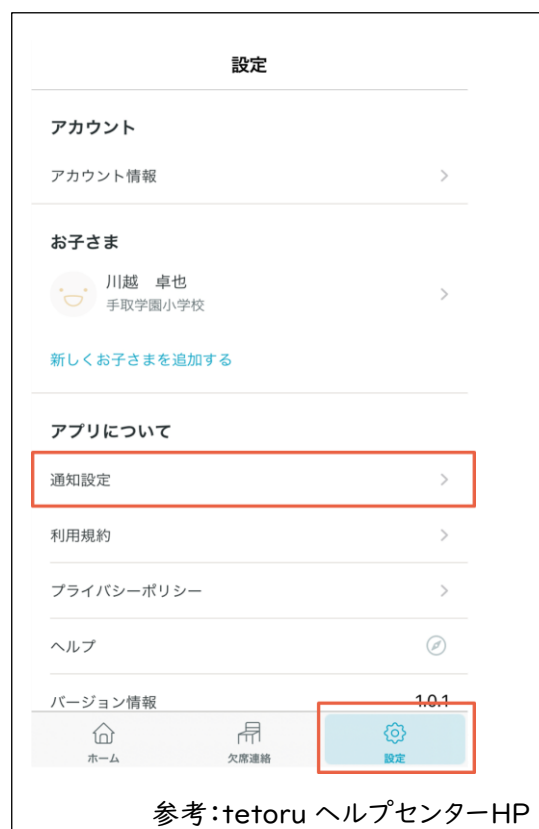 設定
アカウント
アカウント情報
お子さま
川越 卓也
手取学園小学校
新しくお子さまを追加する
アプリについて
通知設定
利用規約
プライバシーポリシー
ヘルプ
バージョン情報 1.0.1
ホーム 欠席連絡 設定
参考:tetoru ヘルプセンターHP